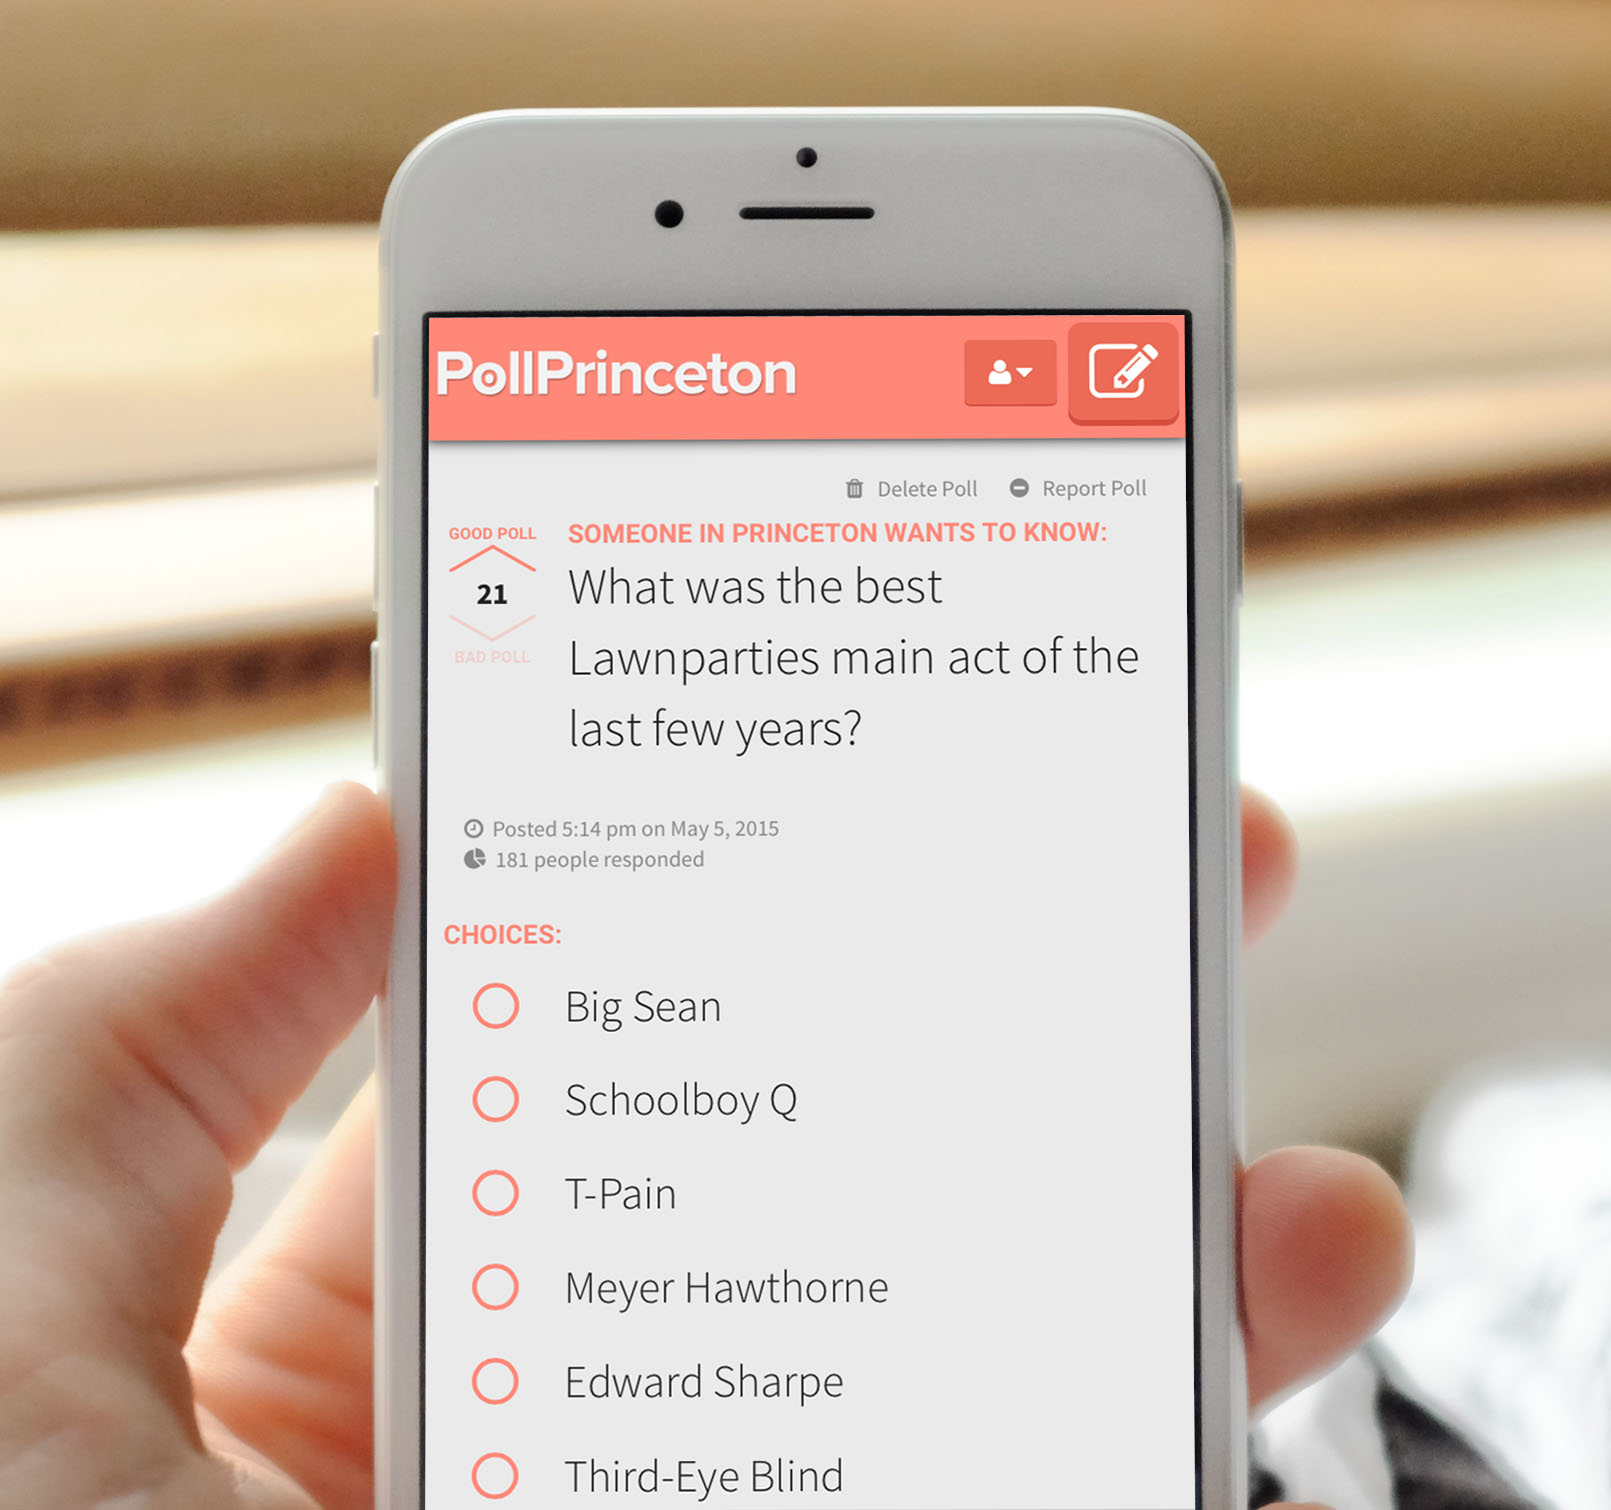 PollPrinceton
Delete Poll Report Poll
GOOD POLL
21
BAD POLL
SOMEONE IN PRINCETON WANTS TO KNOW:
What was the best
Lawnparties main act of the
last few years?
Posted 5:14 pm on May 5, 2015
181 people responded
CHOICES:
Big Sean
Schoolboy Q
T-Pain
Meyer Hawthorne
Edward Sharpe
Third-Eye Blind